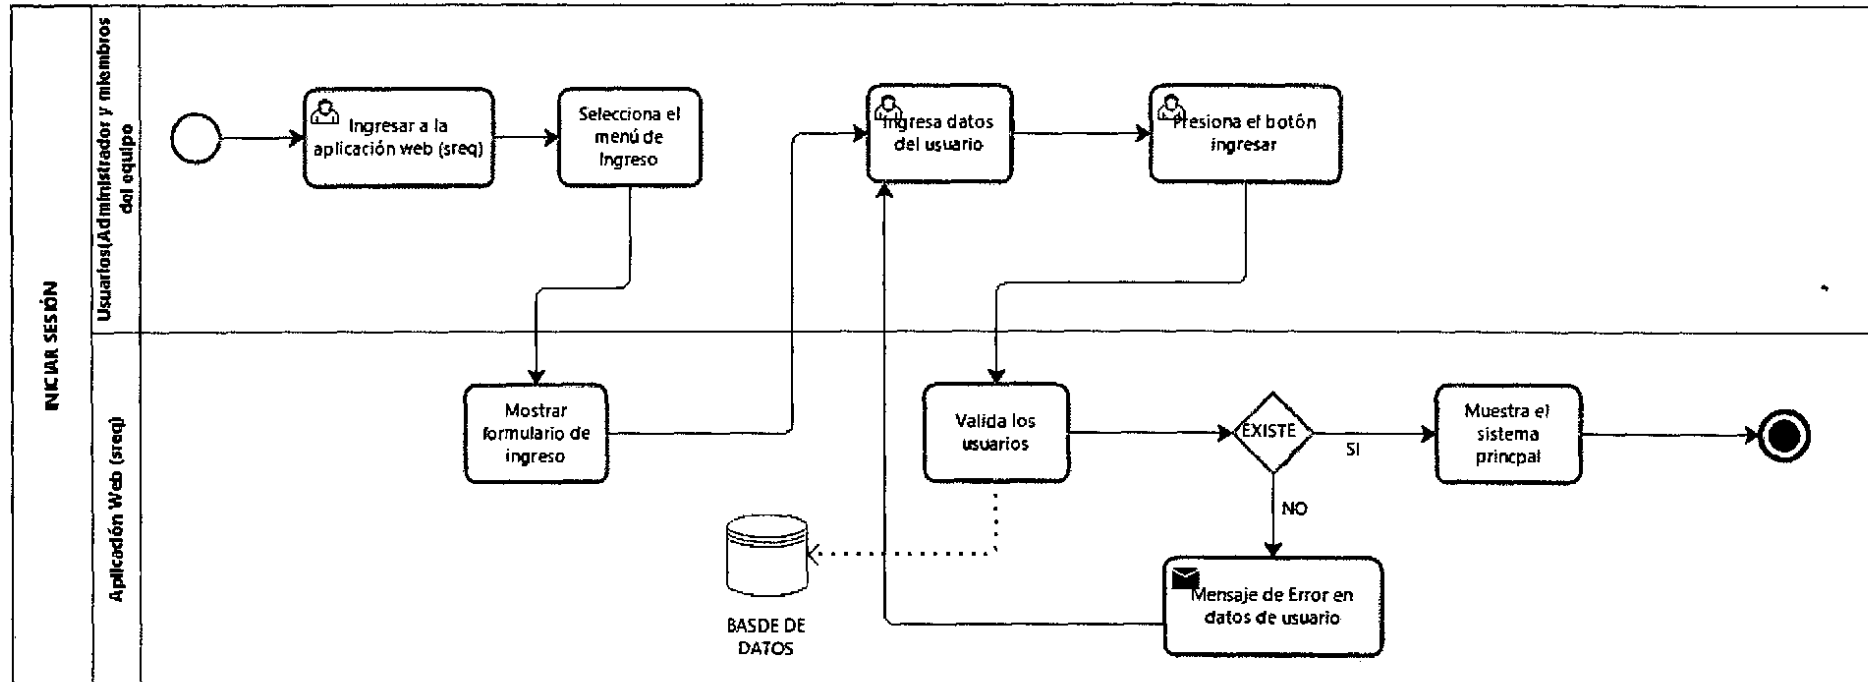 INICIAR SESIÓN
Usuarios(Administrador y miembros
del equipo
Ingresar a la
aplicación web (sreq)
Selecciona el
menú de
Ingreso
Ingresa datos
del usuario
Presiona el botón
ingresar
Aplicación Web (sreq)
Mostrar
formulario de
ingreso
Valida los
usuarios
EXISTE
SI
NO
Muestra el
sistema
princpal
BASDE DE
DATOS
Mensaje de Error en
datos de usuario